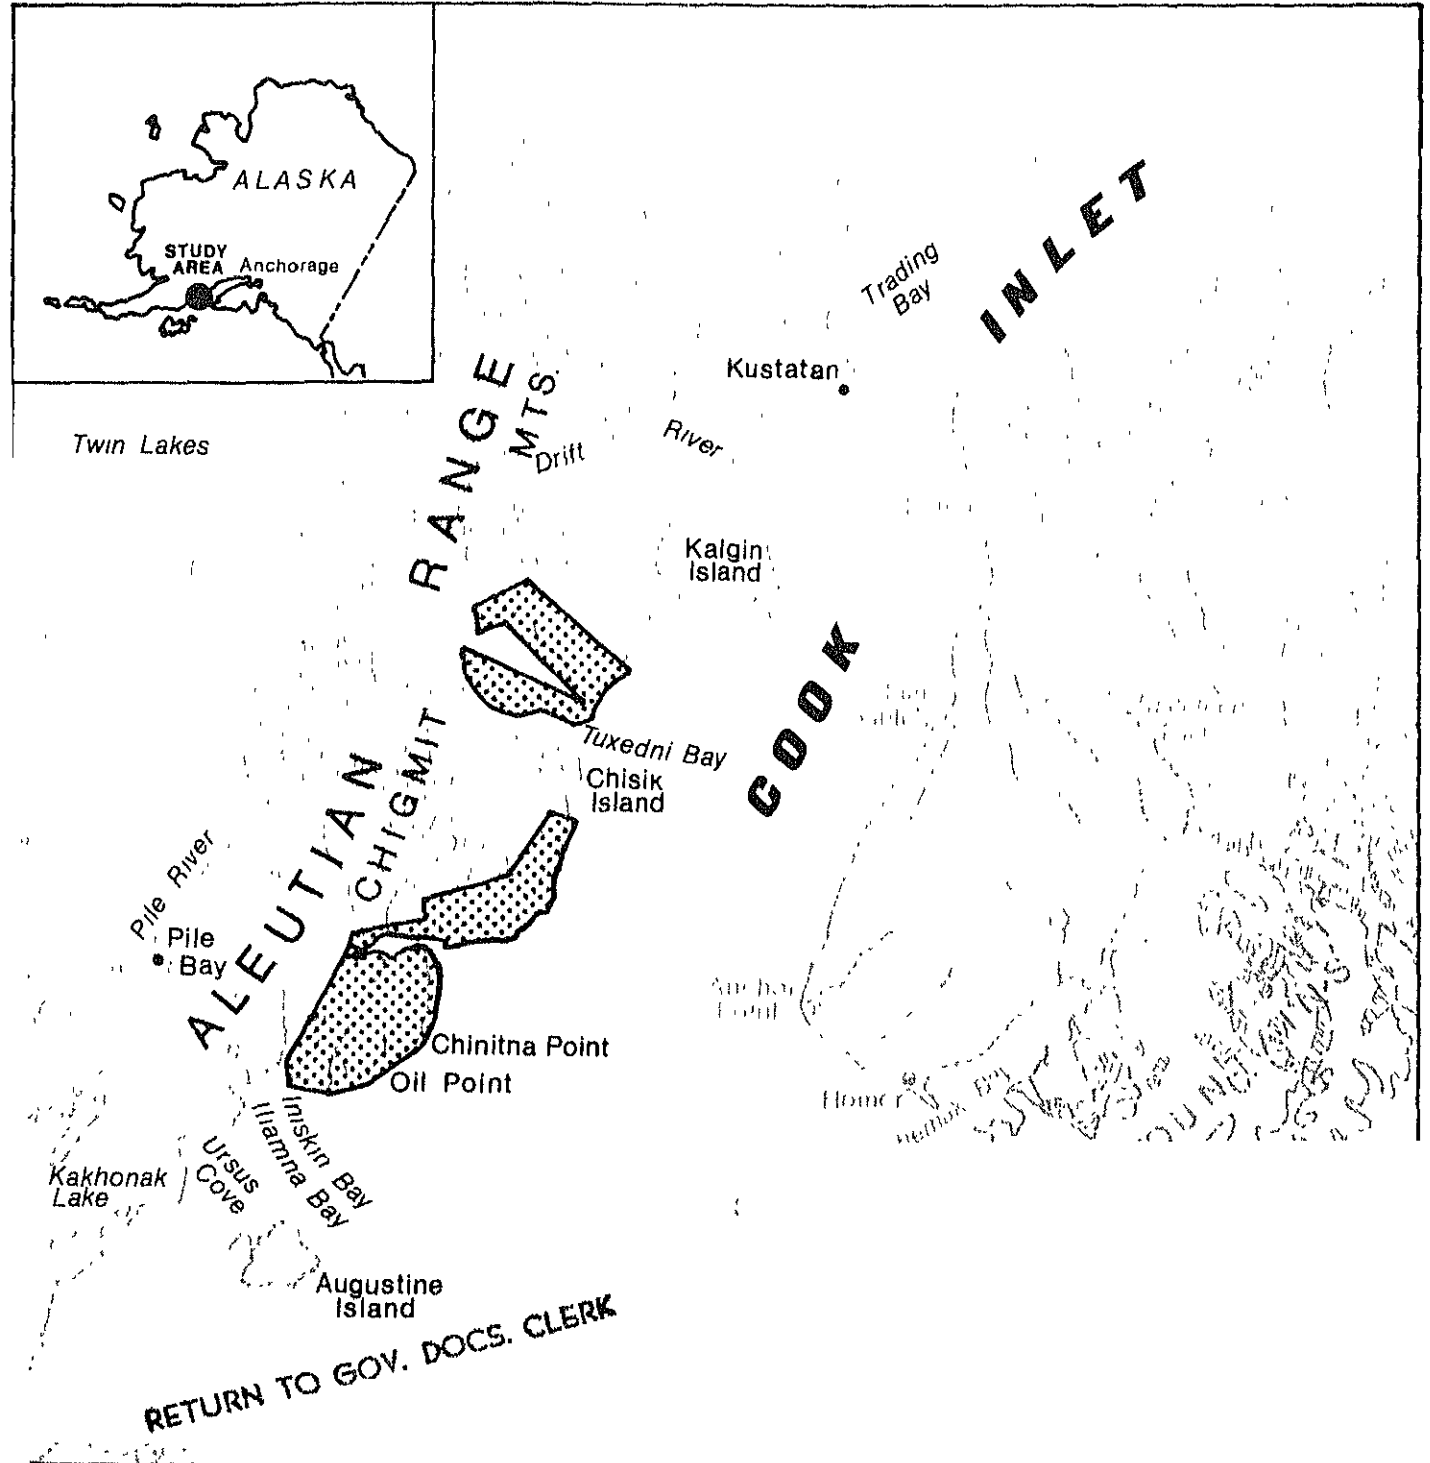 ALASKA
STUDY
AREA
Anchorage
INLET
Trading
Bay
Kustatan
RANGE
MTS.
Twin Lakes
Drift
River
Kalgin
Island
COOK
Tuxedni Bay
Chisik
Island
ALEUTIAN
CHIGMIT
Pile River
Pile
Bay
Chinitna Point
Oil Point
Iniskin Bay
Iliamna Bay
Ursus
Cove
Kakhonak
Lake
Homer
Augustine
Island
RETURN TO GOV. DOCS. CLERK